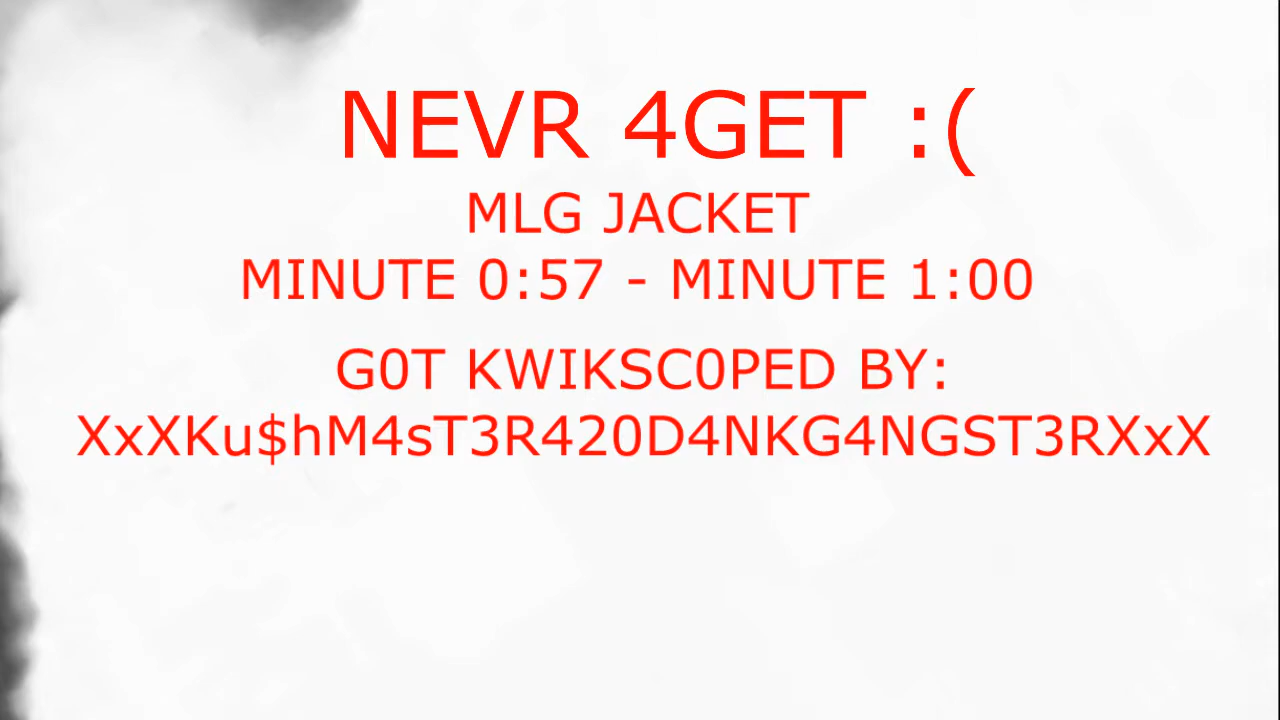 NEVR 4GET :(
MLG JACKET
MINUTE 0:57 - MINUTE 1:00
G0T KWIKSC0PED BY:
XxXKu$hM4sT3R420D4NKG4NGST3RXxX